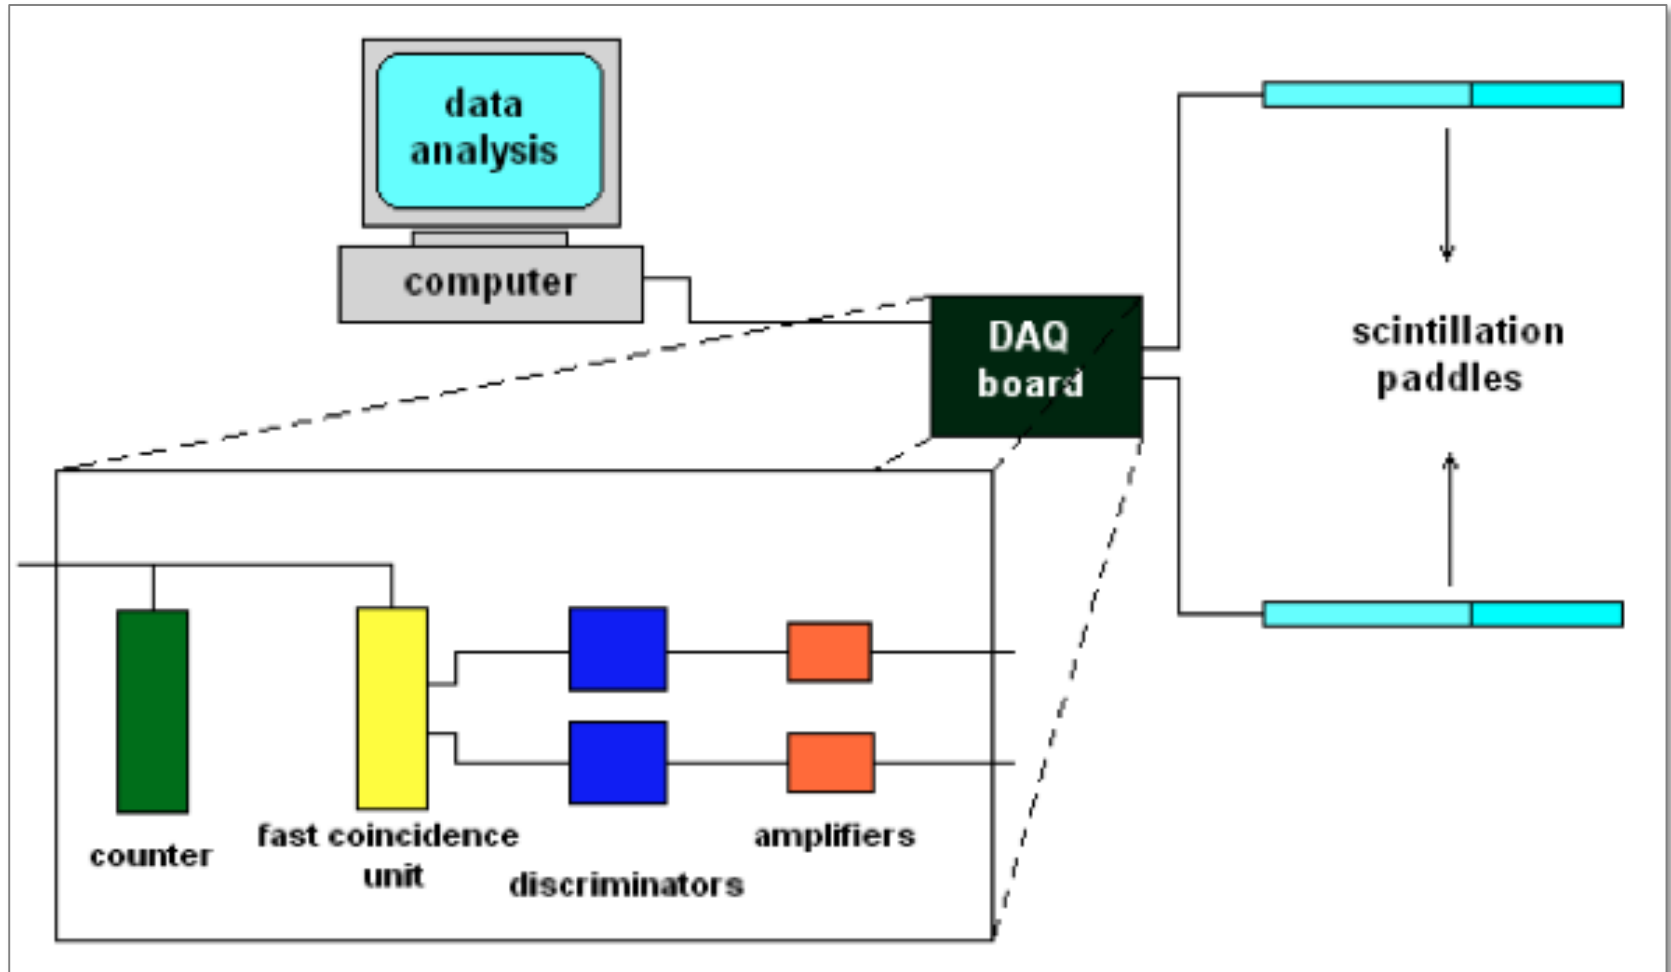 data
analysis
computer
DAQ
board
scintillation
paddles
counter
fast coincidence
unit
discriminators
amplifiers